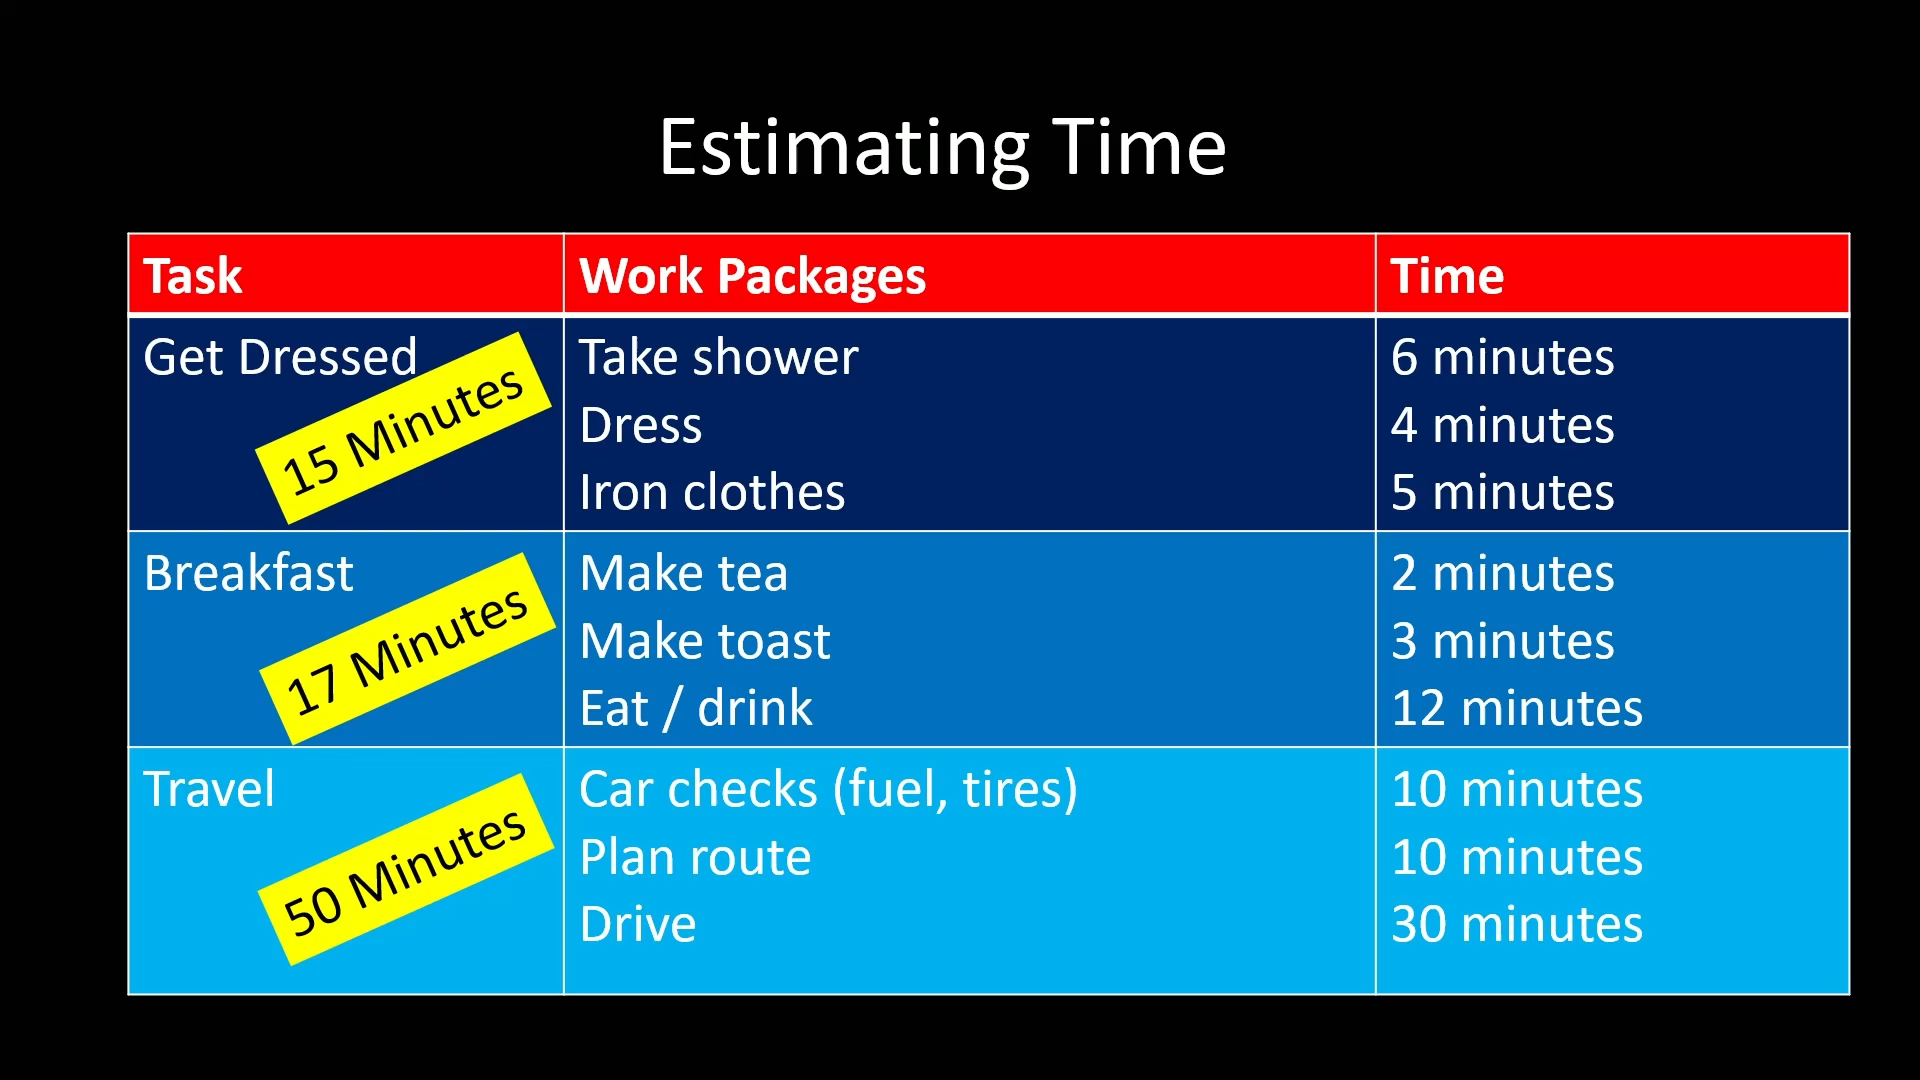 Estimating Time
Task
Work Packages
Time
Get Dressed
15 Minutes
Take shower
Dress
Iron clothes
6 minutes
4 minutes
5 minutes
Breakfast
17 Minutes
Make tea
Make toast
Eat / drink
2 minutes
3 minutes
12 minutes
Travel
50 Minutes
Car checks (fuel, tires)
Plan route
Drive
10 minutes
10 minutes
30 minutes